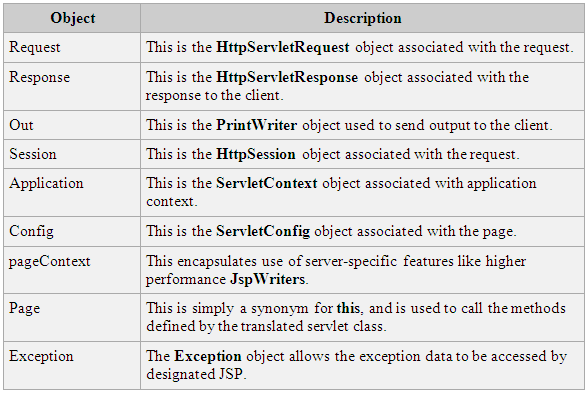 Object Description
Request This is the HttpServletRequest object associated with the request.
Response This is the HttpServletResponse object associated with the
response to the client.
Out This is the PrintWriter object used to send output to the client.
Session This is the HttpSession object associated with the request.
Application This is the ServletContext object associated with application
context.
Config This is the ServletConfig object associated with the page.
pageContext This encapsulates use of server-specific features like higher
performance JspWriters.
Page This is simply a synonym for this, and is used to call the methods
defined by the translated servlet class.
Exception The Exception object allows the exception data to be accessed by
designated JSP.